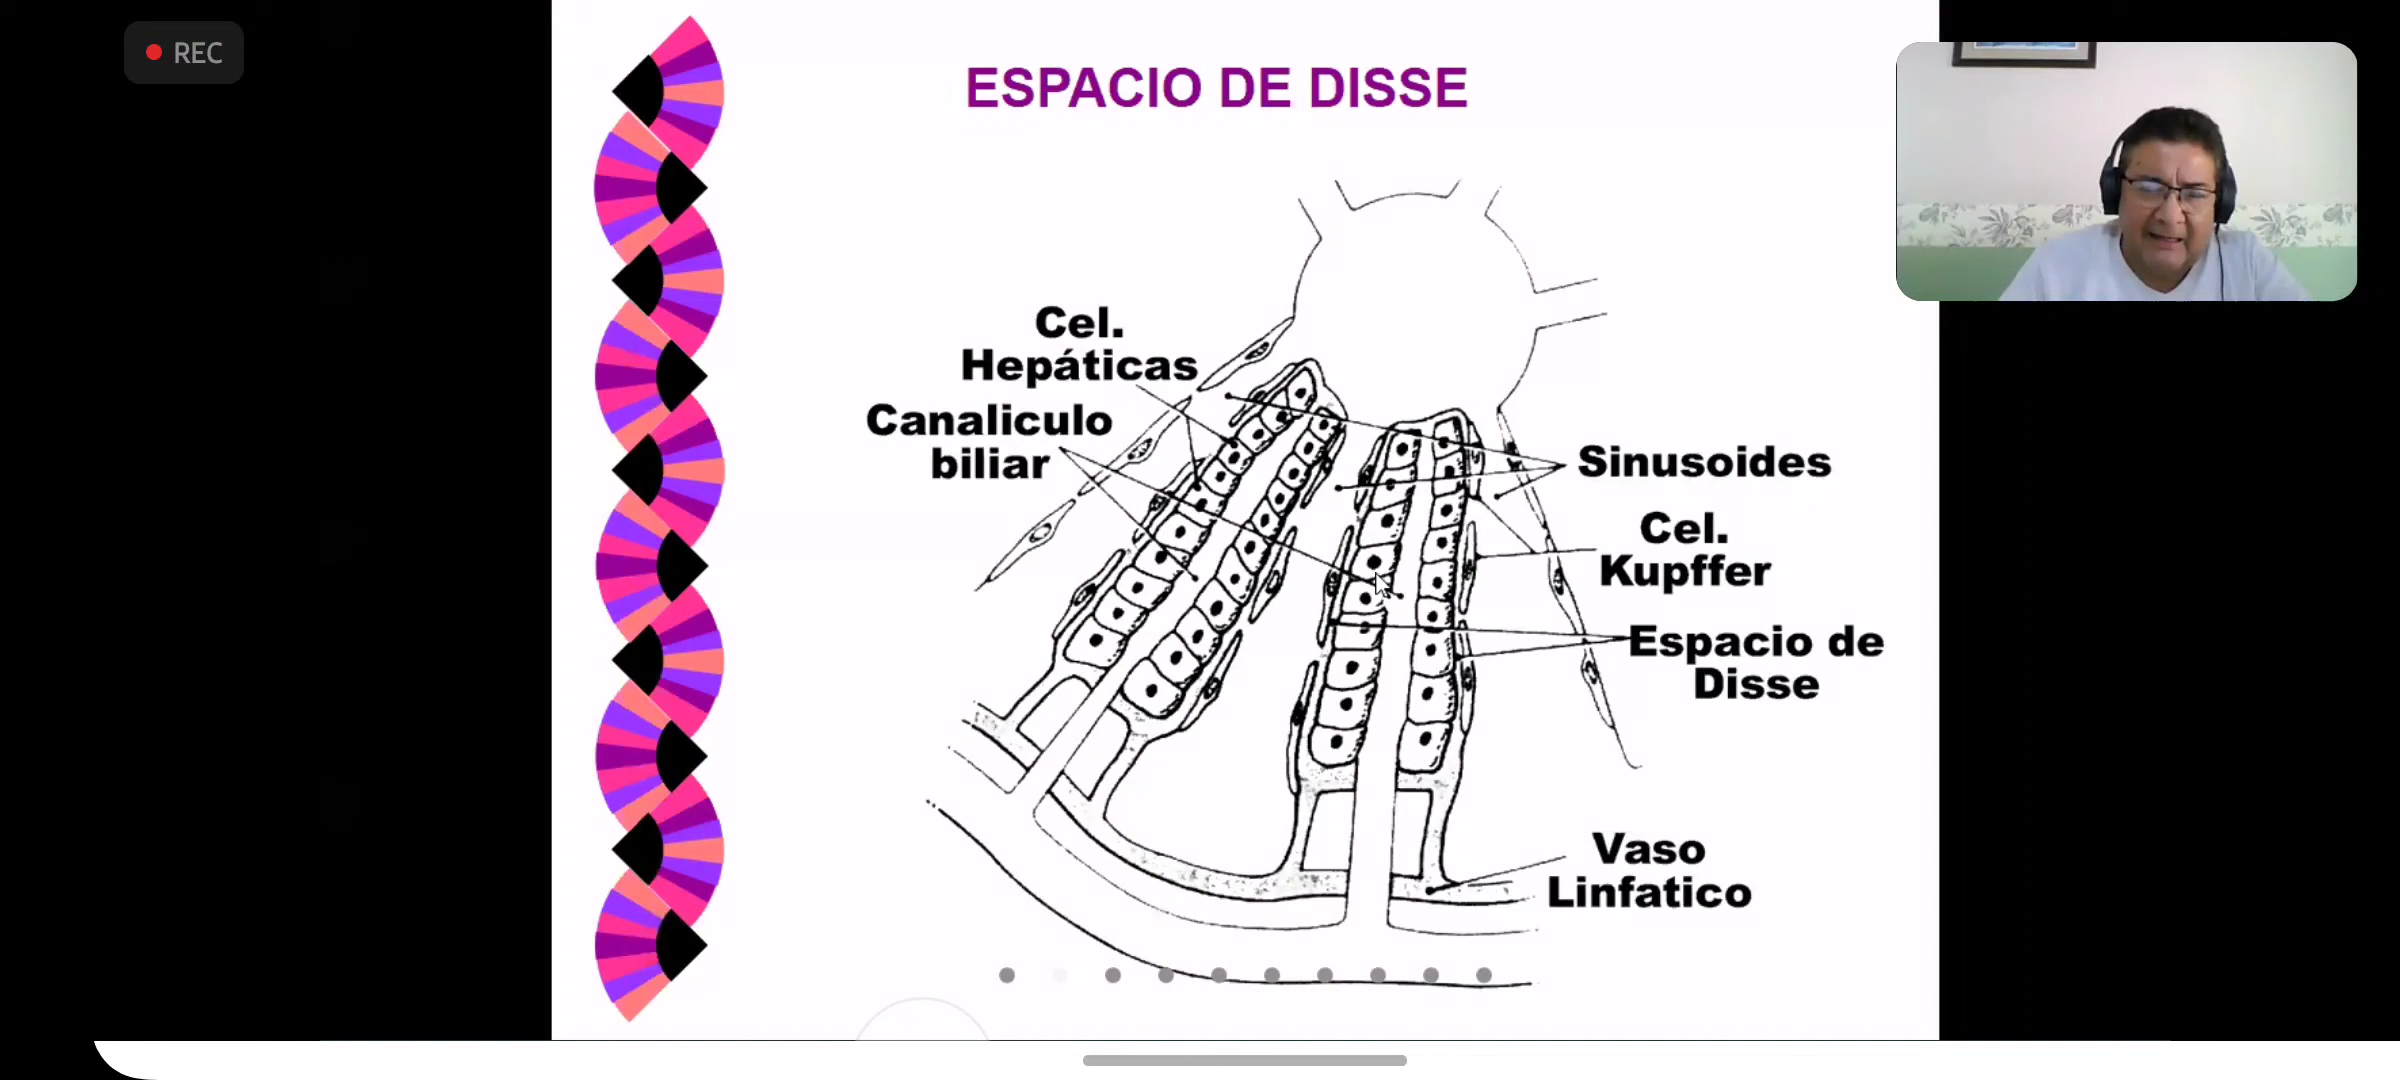 REC
ESPACIO DE DISSE
Cel.
Hepáticas
Canaliculo
biliar
Sinusoides
Cel.
Kupffer
Espacio de
Disse
Vaso
Linfatico